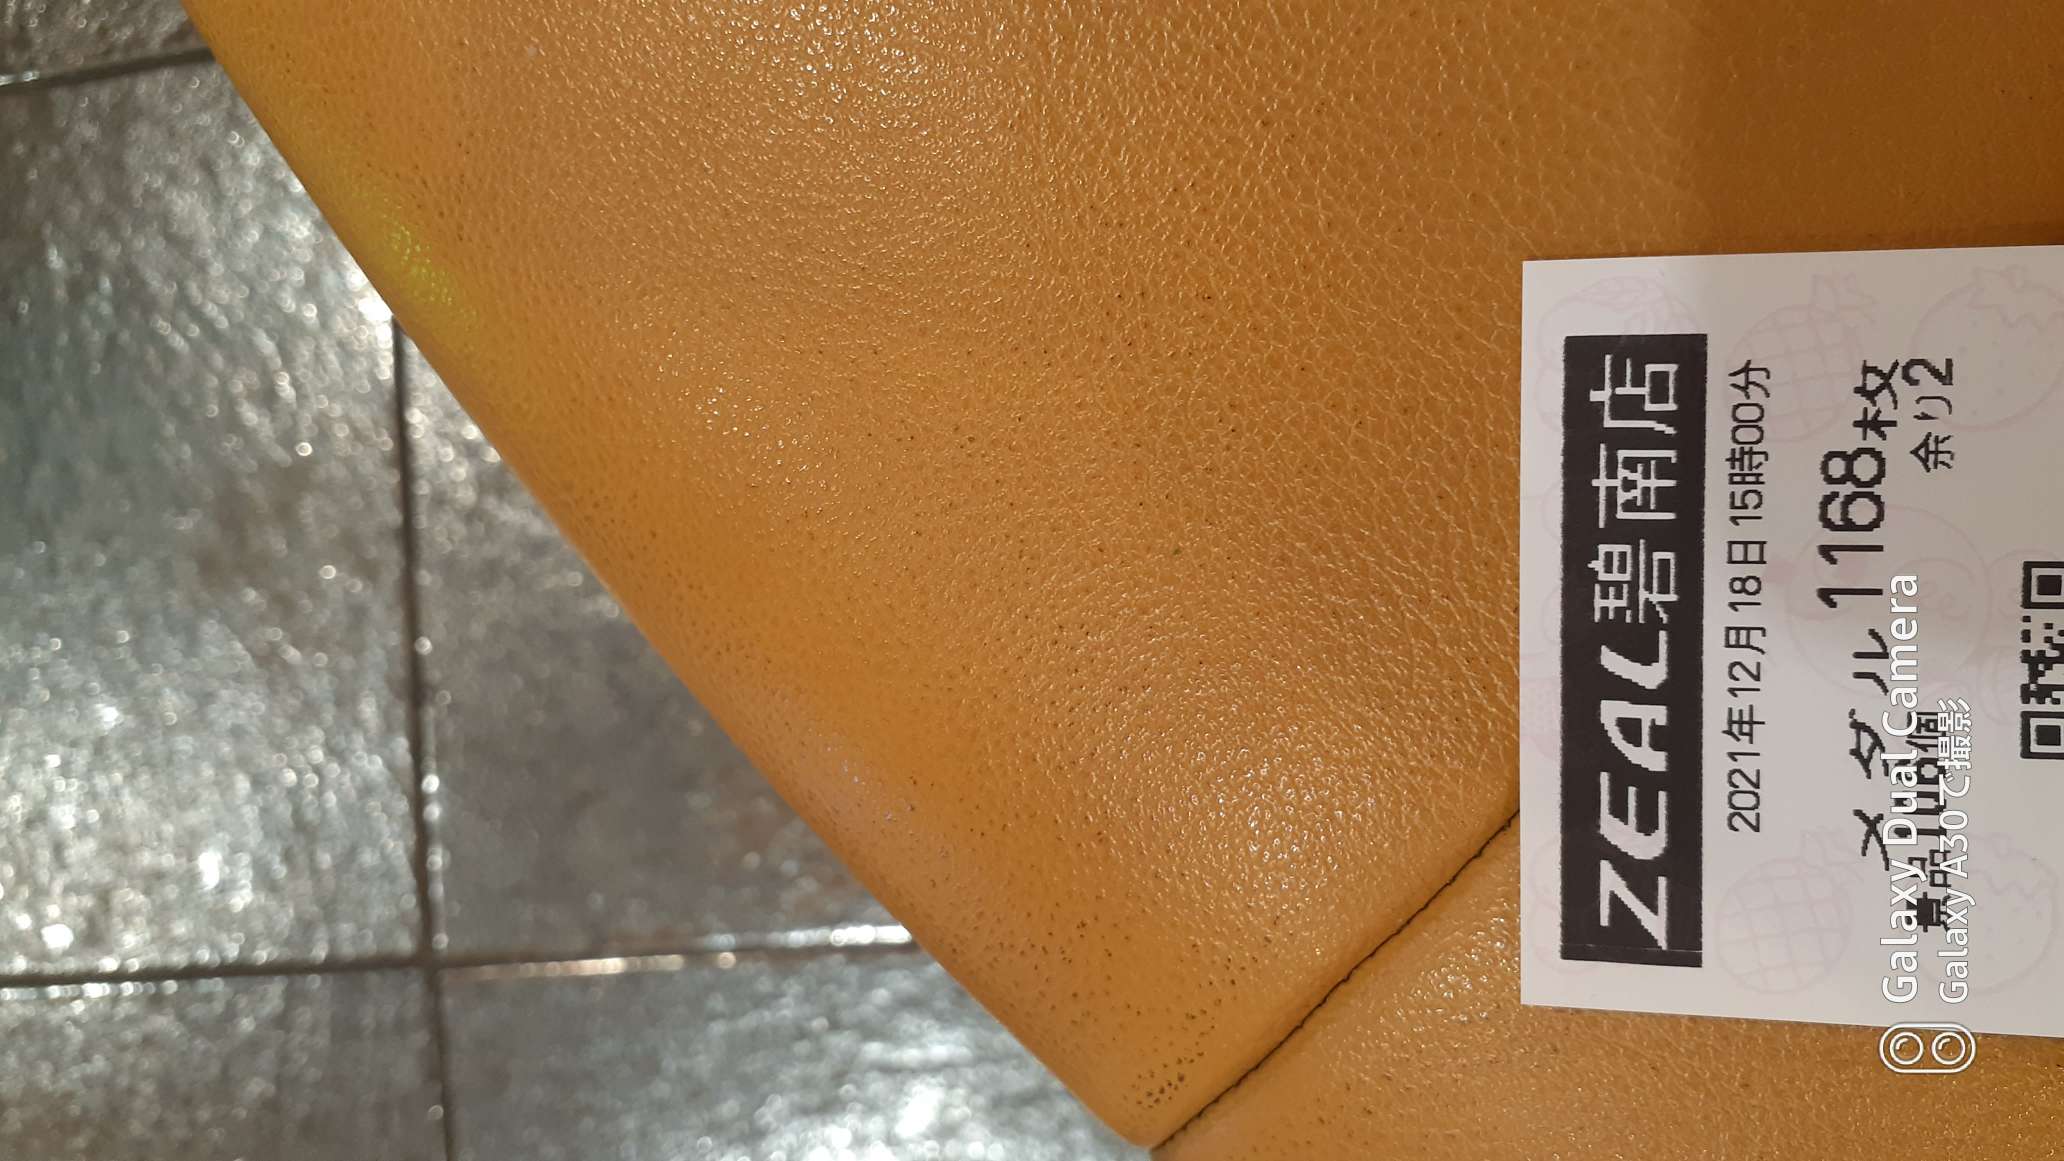 ZEAL碧南店
2021年12月18日 15時00分
メダル 1168枚
余り2
Galaxy Dual Camera
Galaxy A30で撮影